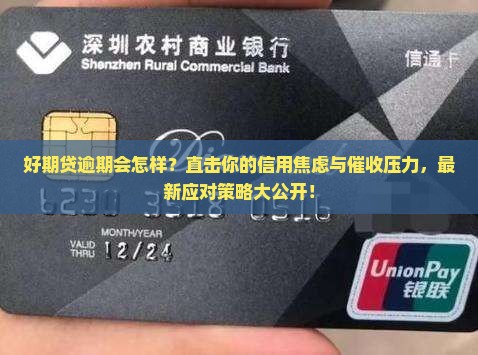 深圳农村商业银行
Shenzhen Rural Commercial Bank
信通卡
好期贷逾期会怎样？直击你的信用焦虑与催收压力，最
新应对策略大公开！
MONTH/YEAR
VALID
THRU
12/24
UnionPay
银联